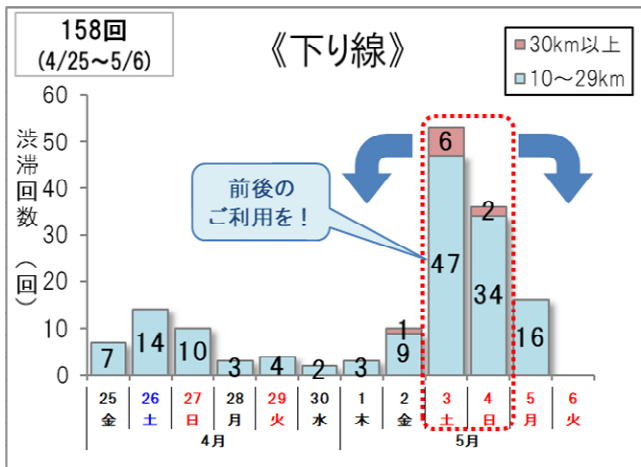 158回
(4/25～5/6)
《下り線》
30km以上
10～29km
渋滞回数(回)
60
50
40
30
20
10
0
前後の
ご利用を！
7
14
10
3
4
2
3
1
9
6
47
2
34
16
25 26 27 28 29 30 1 2 3 4 5 6
金 土 日 月 火 水 木 金 土 日 月 火
4月 5月